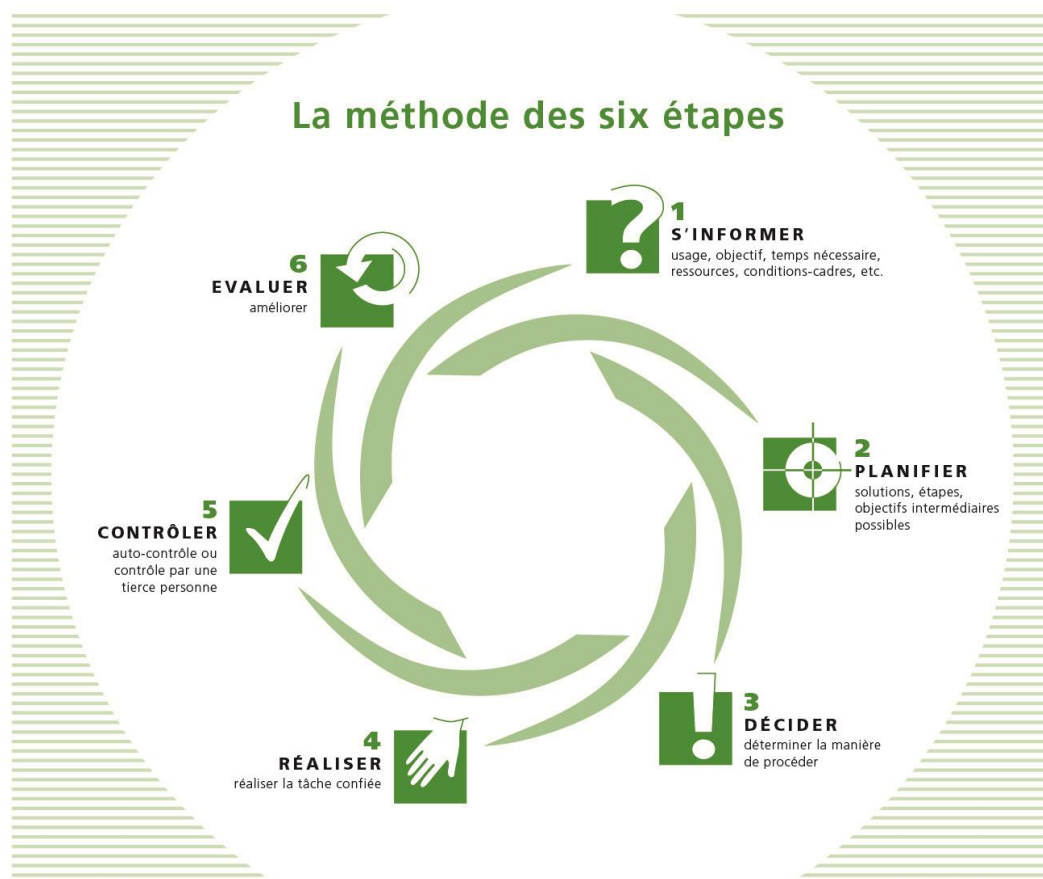 La méthode des six étapes
1
S'INFORMER
usage, objectif, temps nécessaire,
ressources, conditions-cadres, etc.
2
PLANIFIER
solutions, étapes,
objectifs intermédiaires
possibles
3
DÉCIDER
déterminer la manière
de procéder
4
RÉALISER
réaliser la tâche confiée
5
CONTRÔLER
auto-contrôle ou
contrôle par une
tierce personne
6
EVALUER
améliorer